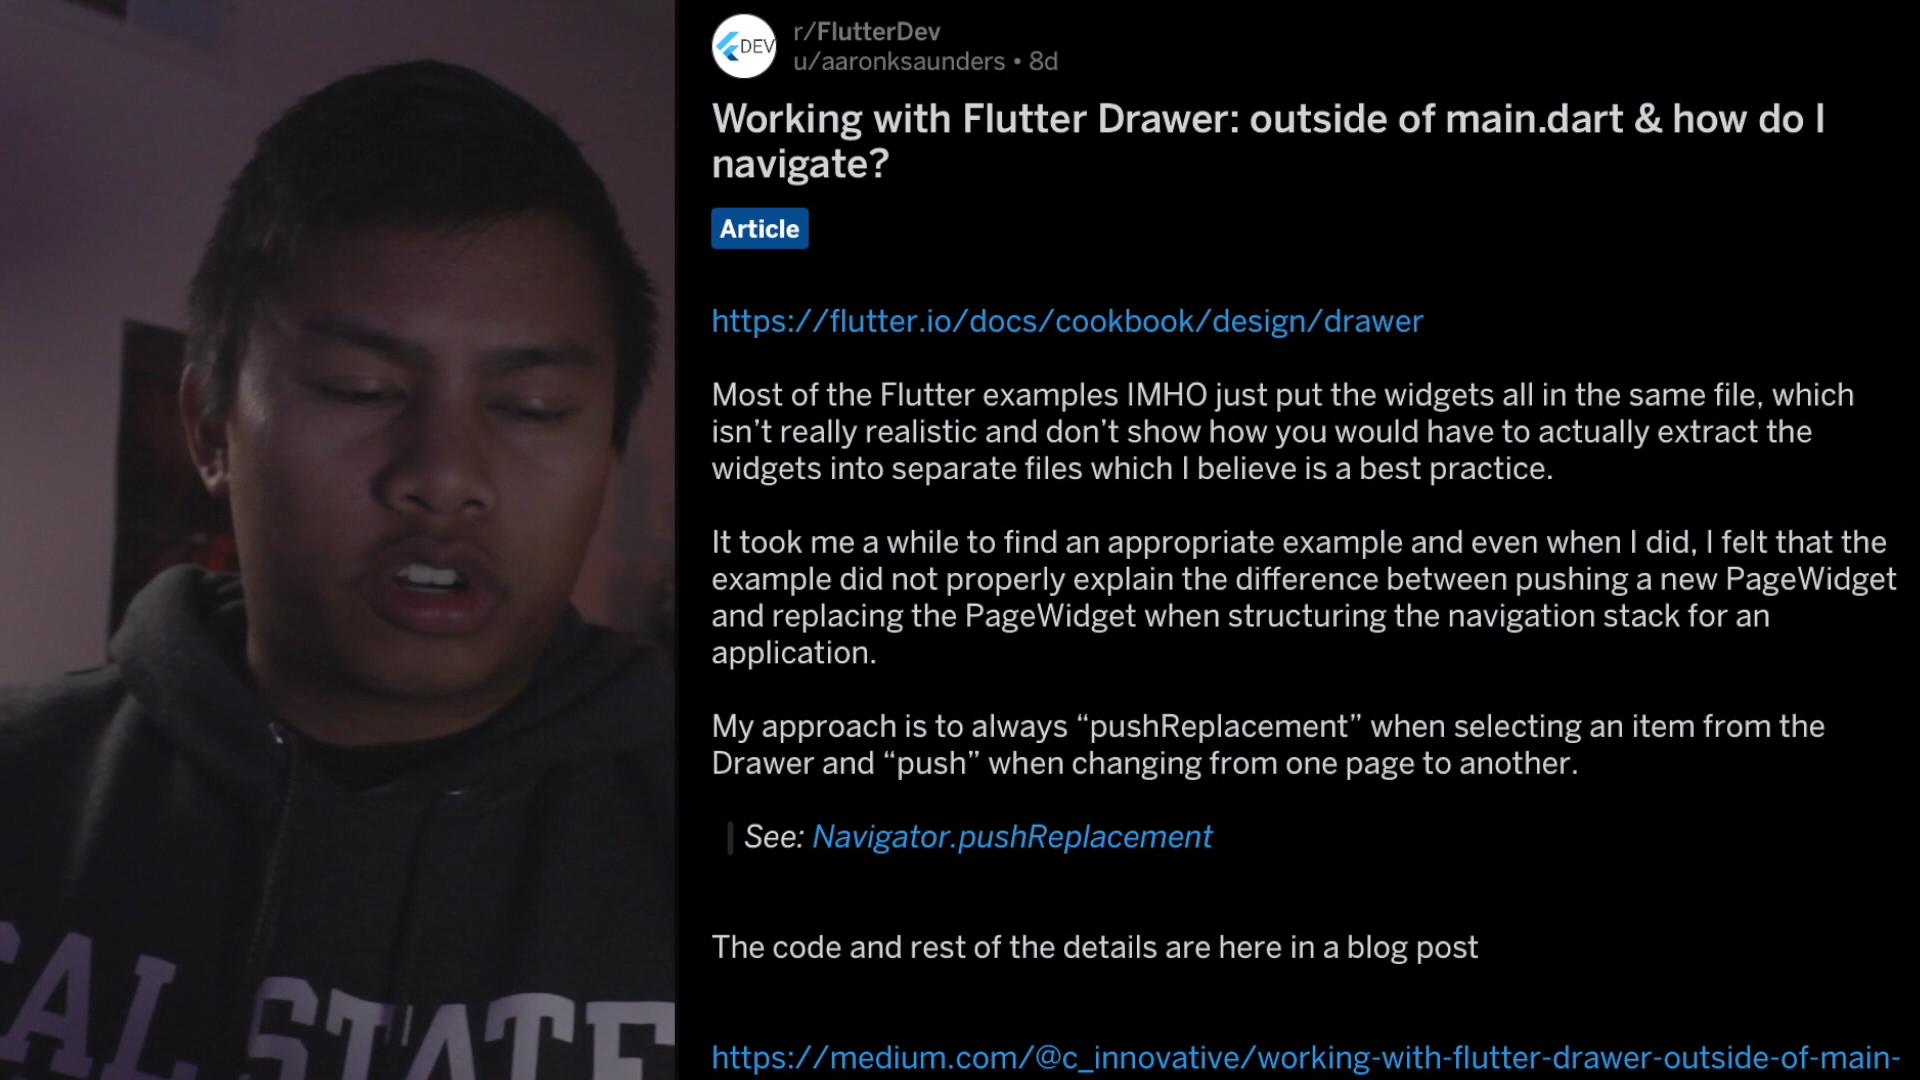 DEV
r/FlutterDev
u/aaronksaunders • 8d
Working with Flutter Drawer: outside of main.dart & how do I
navigate?
Article
https://flutter.io/docs/cookbook/design/drawer
Most of the Flutter examples IMHO just put the widgets all in the same file, which
isn’t really realistic and don’t show how you would have to actually extract the
widgets into separate files which I believe is a best practice.
It took me a while to find an appropriate example and even when I did, I felt that the
example did not properly explain the difference between pushing a new PageWidget
and replacing the PageWidget when structuring the navigation stack for an
application.
My approach is to always “pushReplacement” when selecting an item from the
Drawer and “push” when changing from one page to another.
See: Navigator.pushReplacement
The code and rest of the details are here in a blog post
https://medium.com/@c_innovative/working-with-flutter-drawer-outside-of-main-
CAL STATE